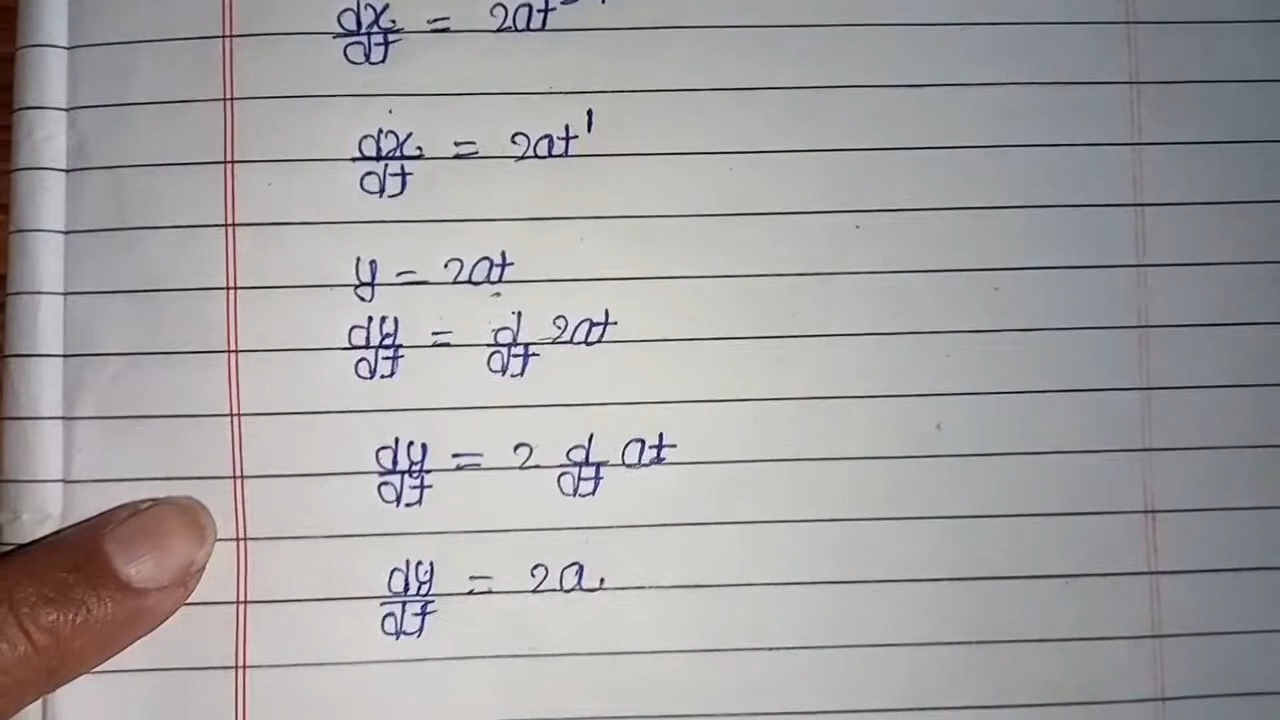 dx/dt = 2at
dx/dt = 2at¹
y = 2at
dy/dt = d/dt 2at
dy/dt = 2 d/dt at
dy/dt = 2a